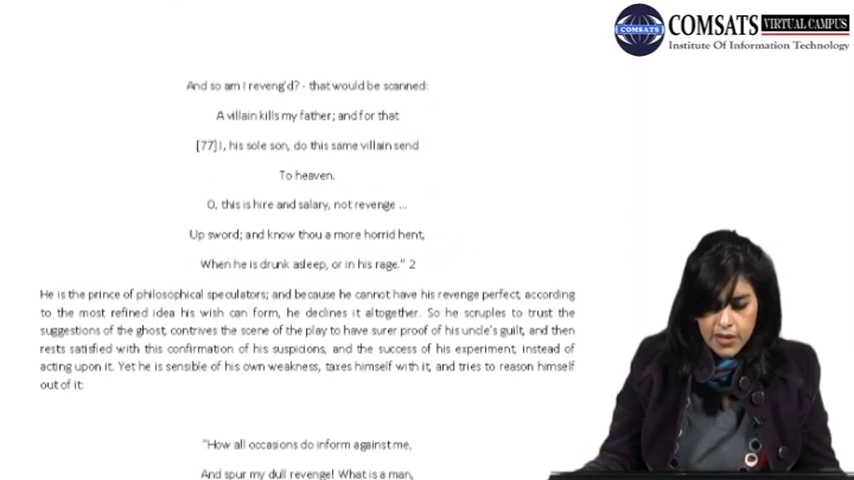 COMSATS VIRTUAL CAMPUS
COMSATS
Institute Of Information Technology
And so am I reveng'd? - that would be scanned:
A villain kills my father; and for that
[77] I, his sole son, do this same villain send
To heaven.
O, this is hire and salary, not revenge ...
Up sword; and know thou a more horrid hent,
When he is drunk asleep, or in his rage." 2
He is the prince of philosophical speculators; and because he cannot have his revenge perfect, according
to the most refined idea his wish can form, he declines it altogether. So he scruples to trust the
suggestions of the ghost, contrives the scene of the play to have surer proof of his uncle's guilt, and then
rests satisfied with this confirmation of his suspicions, and the success of his experiment, instead of
acting upon it. Yet he is sensible of his own weakness, taxes himself with it, and tries to reason himself
out of it:
"How all occasions do inform against me,
And spur my dull revenge! What is a man,